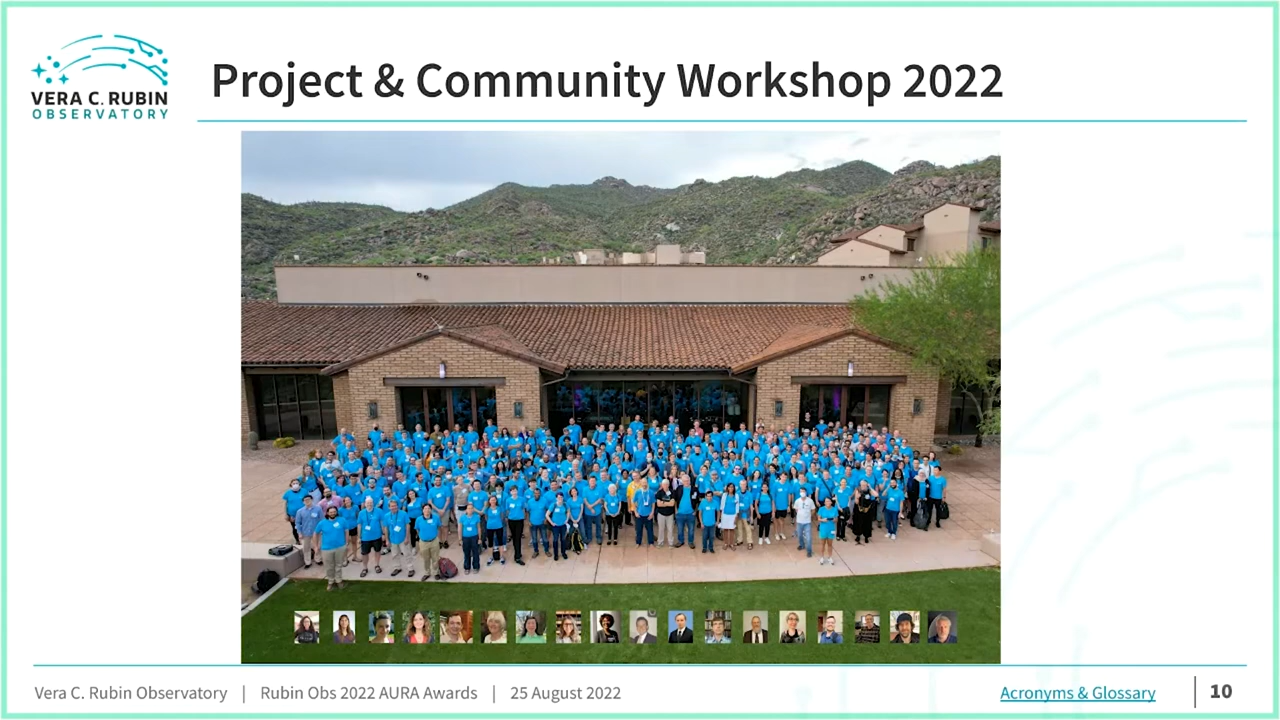 VERA C. RUBIN
OBSERVATORY
Project & Community Workshop 2022
Vera C. Rubin Observatory | Rubin Obs 2022 AURA Awards | 25 August 2022
Acronyms & Glossary
10